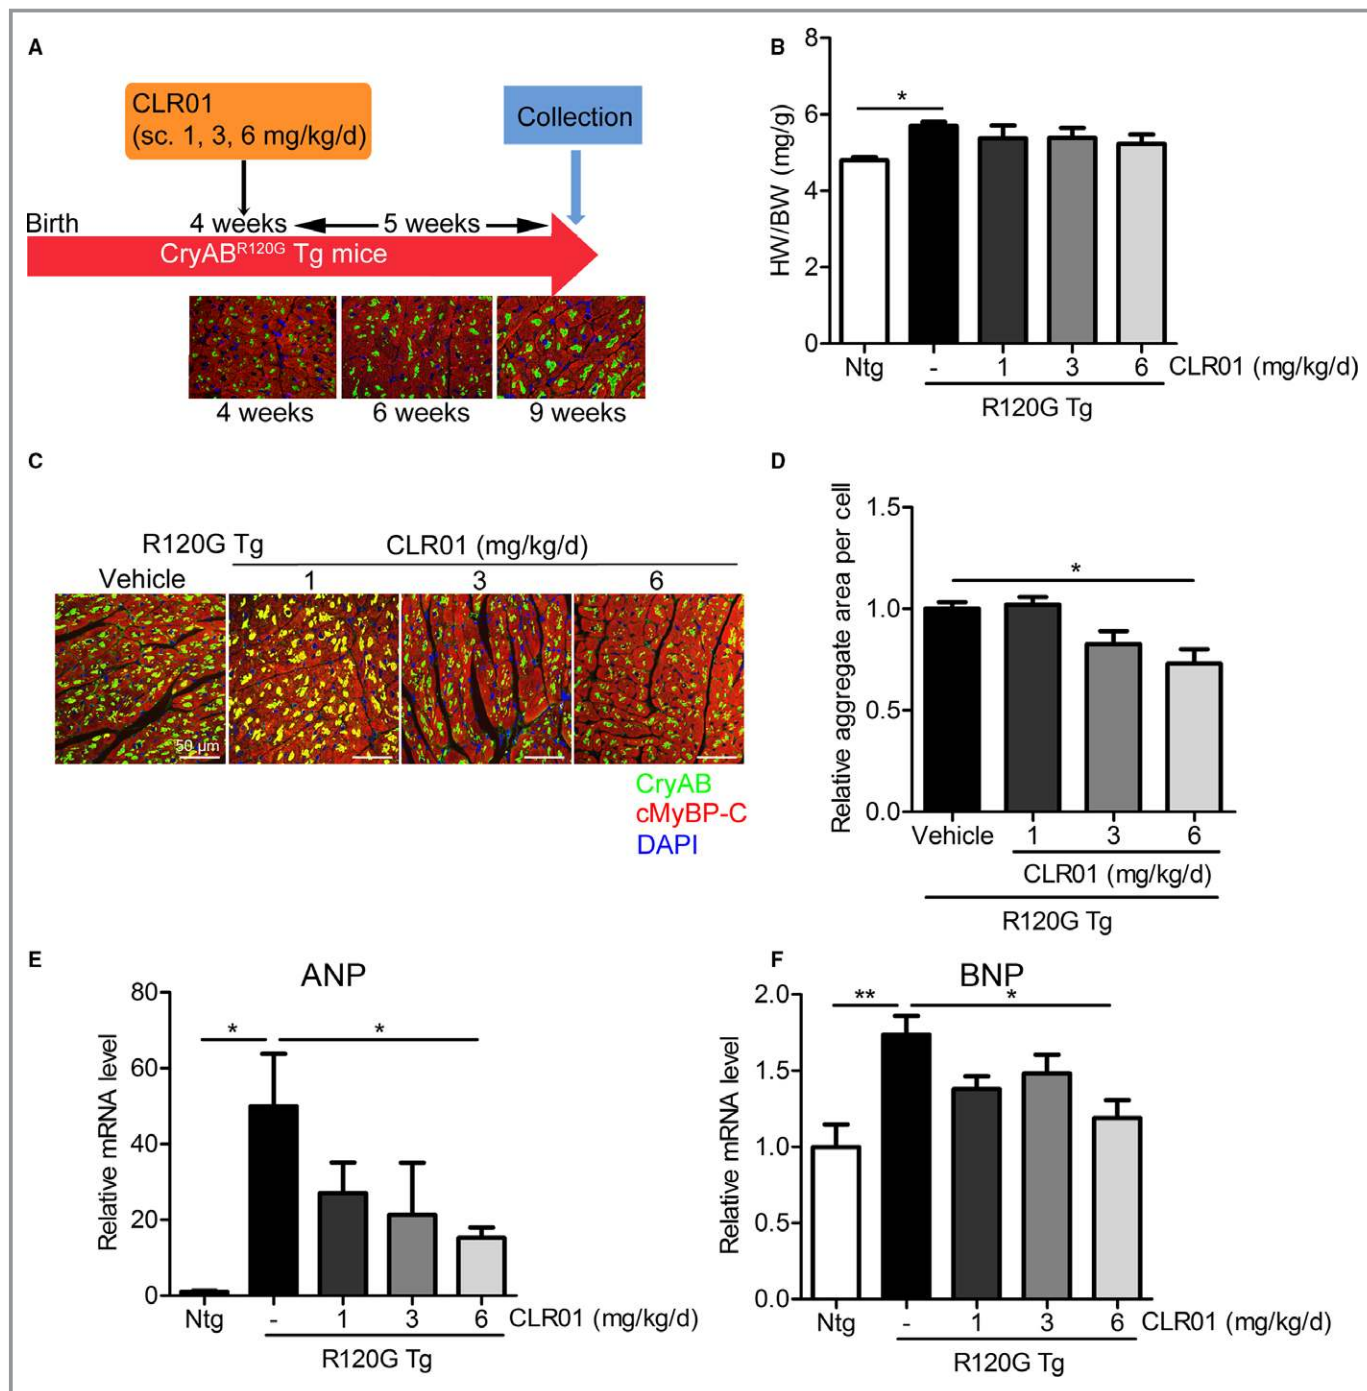 A
CLR01
(sc. 1, 3, 6 mg/kg/d)
Collection
Birth
4 weeks
5 weeks
CryABR120G Tg mice
4 weeks
6 weeks
9 weeks
B
HW/BW (mg/g)
8
6
4
2
0
*
Ntg - 1 3 6 CLR01 (mg/kg/d)
R120G Tg
C
R120G Tg CLR01 (mg/kg/d)
Vehicle 1 3 6
50 µm
CryAB
cMyBP-C
DAPI
D
Relative aggregate area per cell
1.5
1.0
0.5
0.0
*
Vehicle 1 3 6
CLR01 (mg/kg/d)
R120G Tg
E
ANP
Relative mRNA level
80
60
40
20
0
* *
Ntg - 1 3 6 CLR01 (mg/kg/d)
R120G Tg
F
BNP
Relative mRNA level
2.0
1.5
1.0
0.5
0.0
** *
Ntg - 1 3 6 CLR01 (mg/kg/d)
R120G Tg